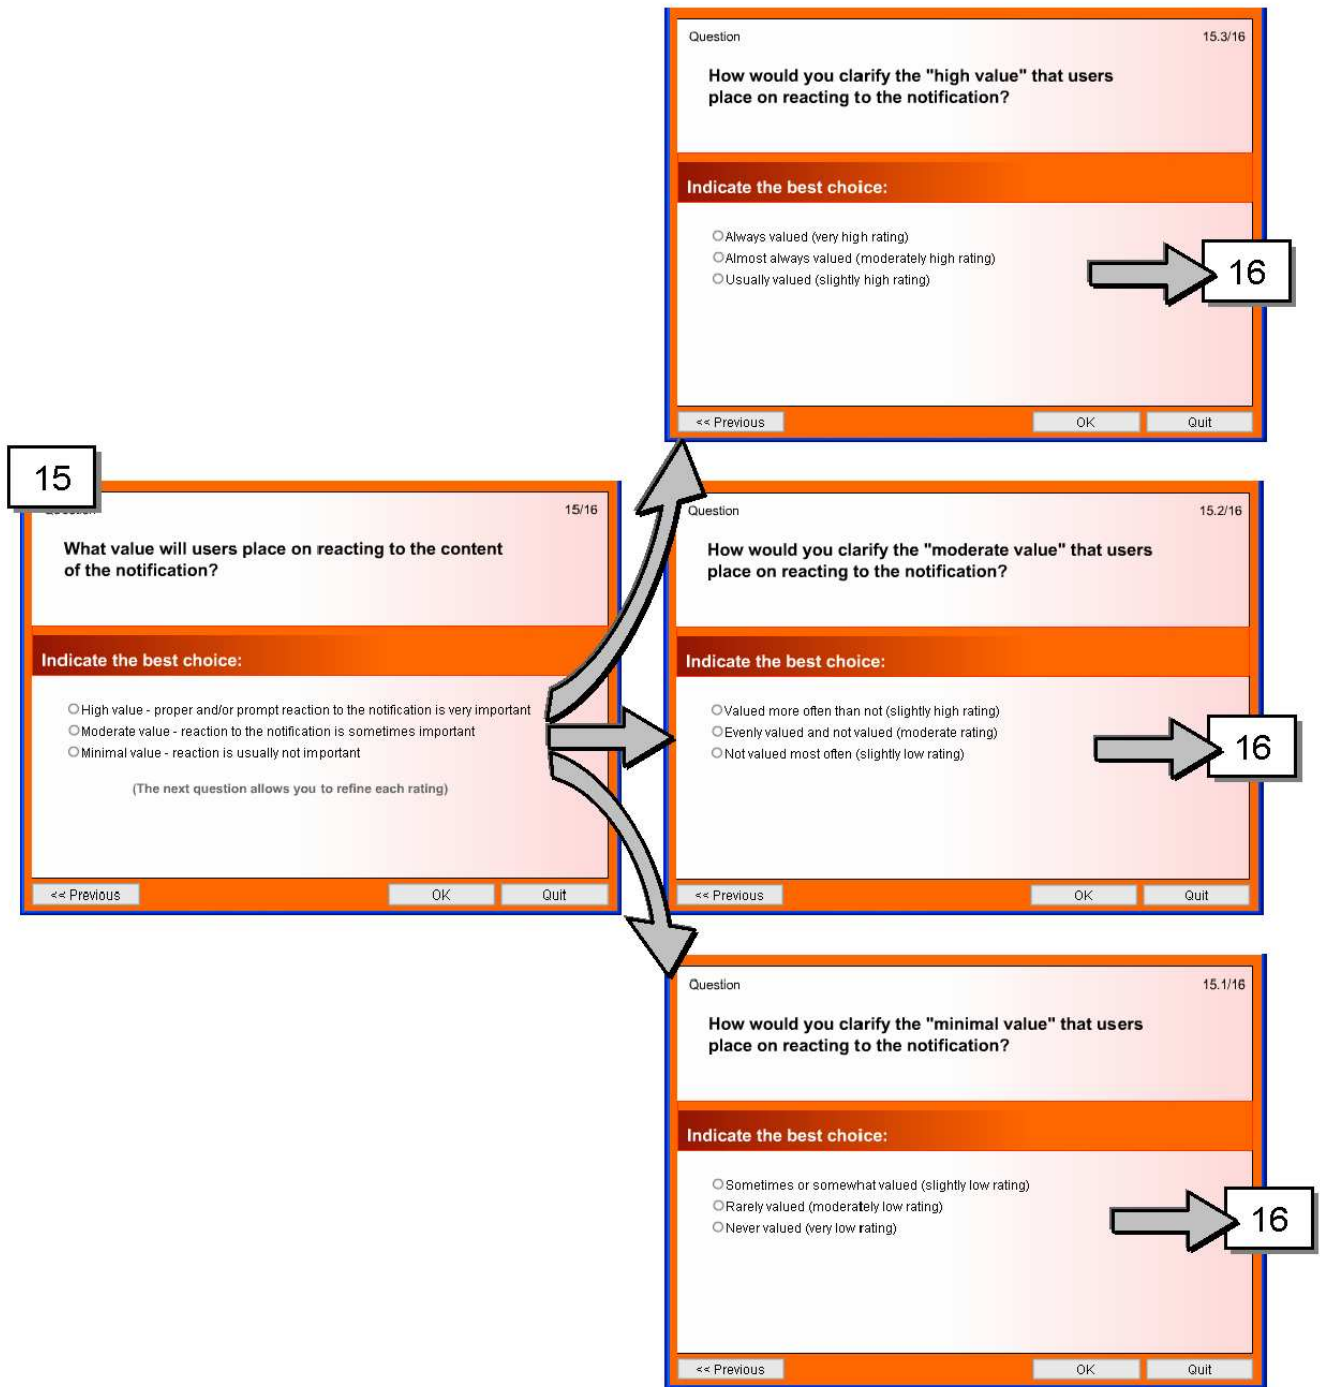 Question 15.3/16
How would you clarify the "high value" that users
place on reacting to the notification?
Indicate the best choice:
Always valued (very high rating)
Almost always valued (moderately high rating)
Usually valued (slightly high rating)
16
<< Previous OK Quit
15
Question 15/16
What value will users place on reacting to the content
of the notification?
Indicate the best choice:
High value - proper and/or prompt reaction to the notification is very important
Moderate value - reaction to the notification is sometimes important
Minimal value - reaction is usually not important
(The next question allows you to refine each rating)
<< Previous OK Quit
Question 15.2/16
How would you clarify the "moderate value" that users
place on reacting to the notification?
Indicate the best choice:
Valued more often than not (slightly high rating)
Evenly valued and not valued (moderate rating)
Not valued most often (slightly low rating)
16
<< Previous OK Quit
Question 15.1/16
How would you clarify the "minimal value" that users
place on reacting to the notification?
Indicate the best choice:
Sometimes or somewhat valued (slightly low rating)
Rarely valued (moderately low rating)
Never valued (very low rating)
16
<< Previous OK Quit